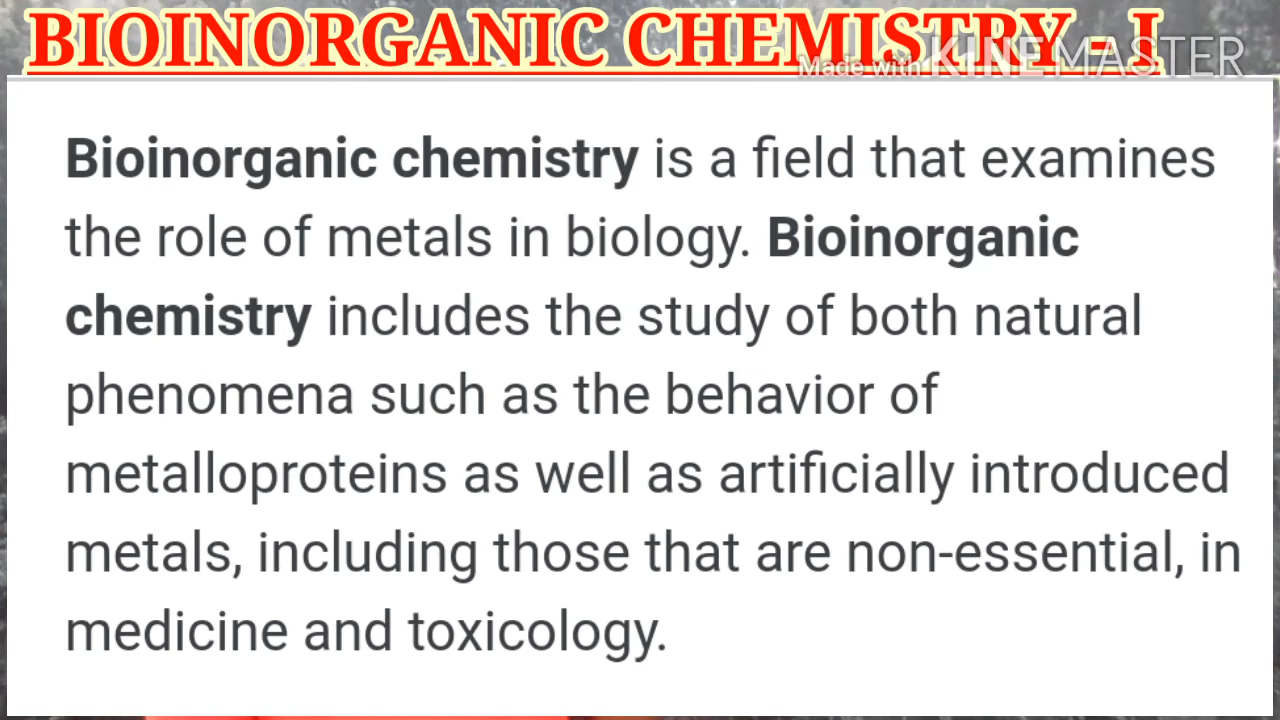 BIOINORGANIC CHEMISTRY - I
Made with KINEMASTER
Bioinorganic chemistry is a field that examines
the role of metals in biology. Bioinorganic
chemistry includes the study of both natural
phenomena such as the behavior of
metalloproteins as well as artificially introduced
metals, including those that are non-essential, in
medicine and toxicology.